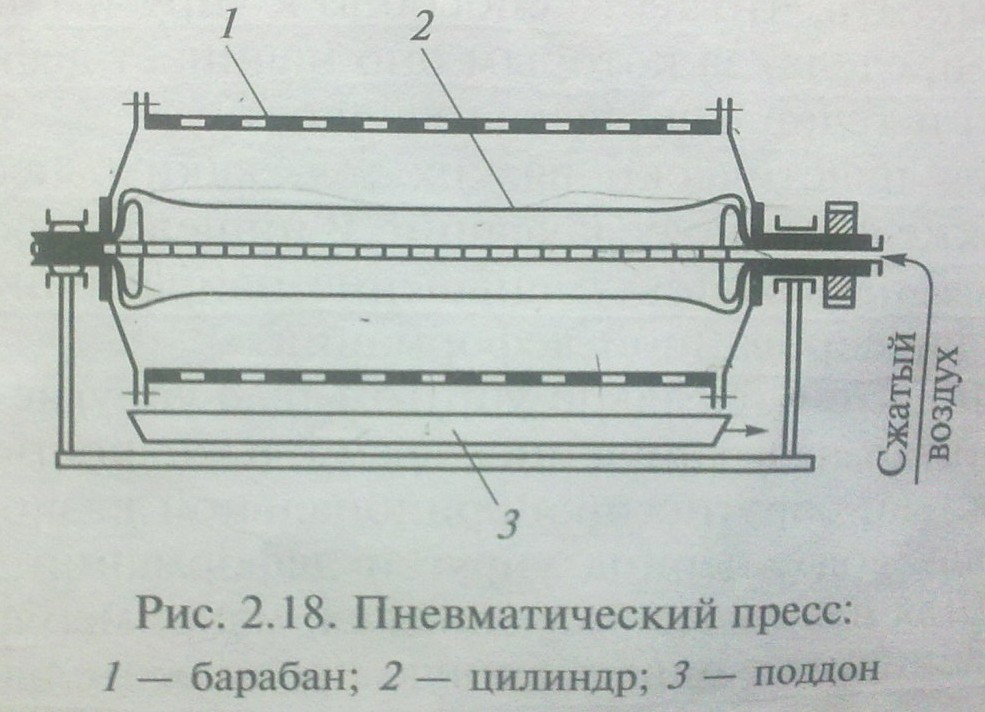 1
2
Сжатый
воздух
3
Рис. 2.18. Пневматический пресс:
1 — барабан; 2 — цилиндр; 3 — поддон